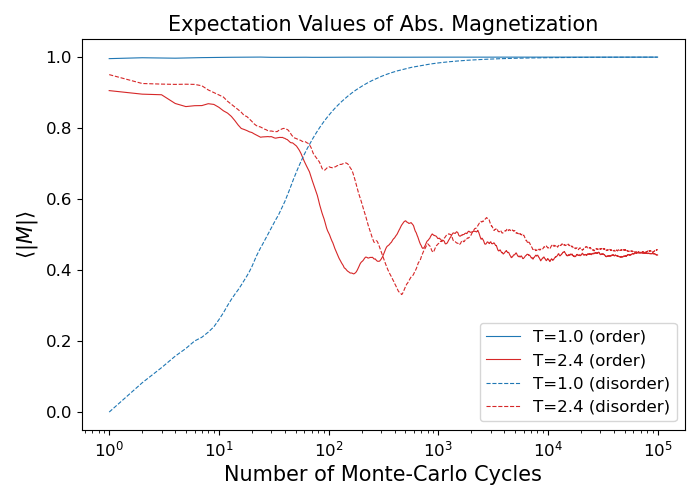 Expectation Values of Abs. Magnetization
⟨|M|⟩
1.0
0.8
0.6
0.4
0.2
0.0
T=1.0 (order)
T=2.4 (order)
T=1.0 (disorder)
T=2.4 (disorder)
10⁰ 10¹ 10² 10³ 10⁴ 10⁵
Number of Monte-Carlo Cycles